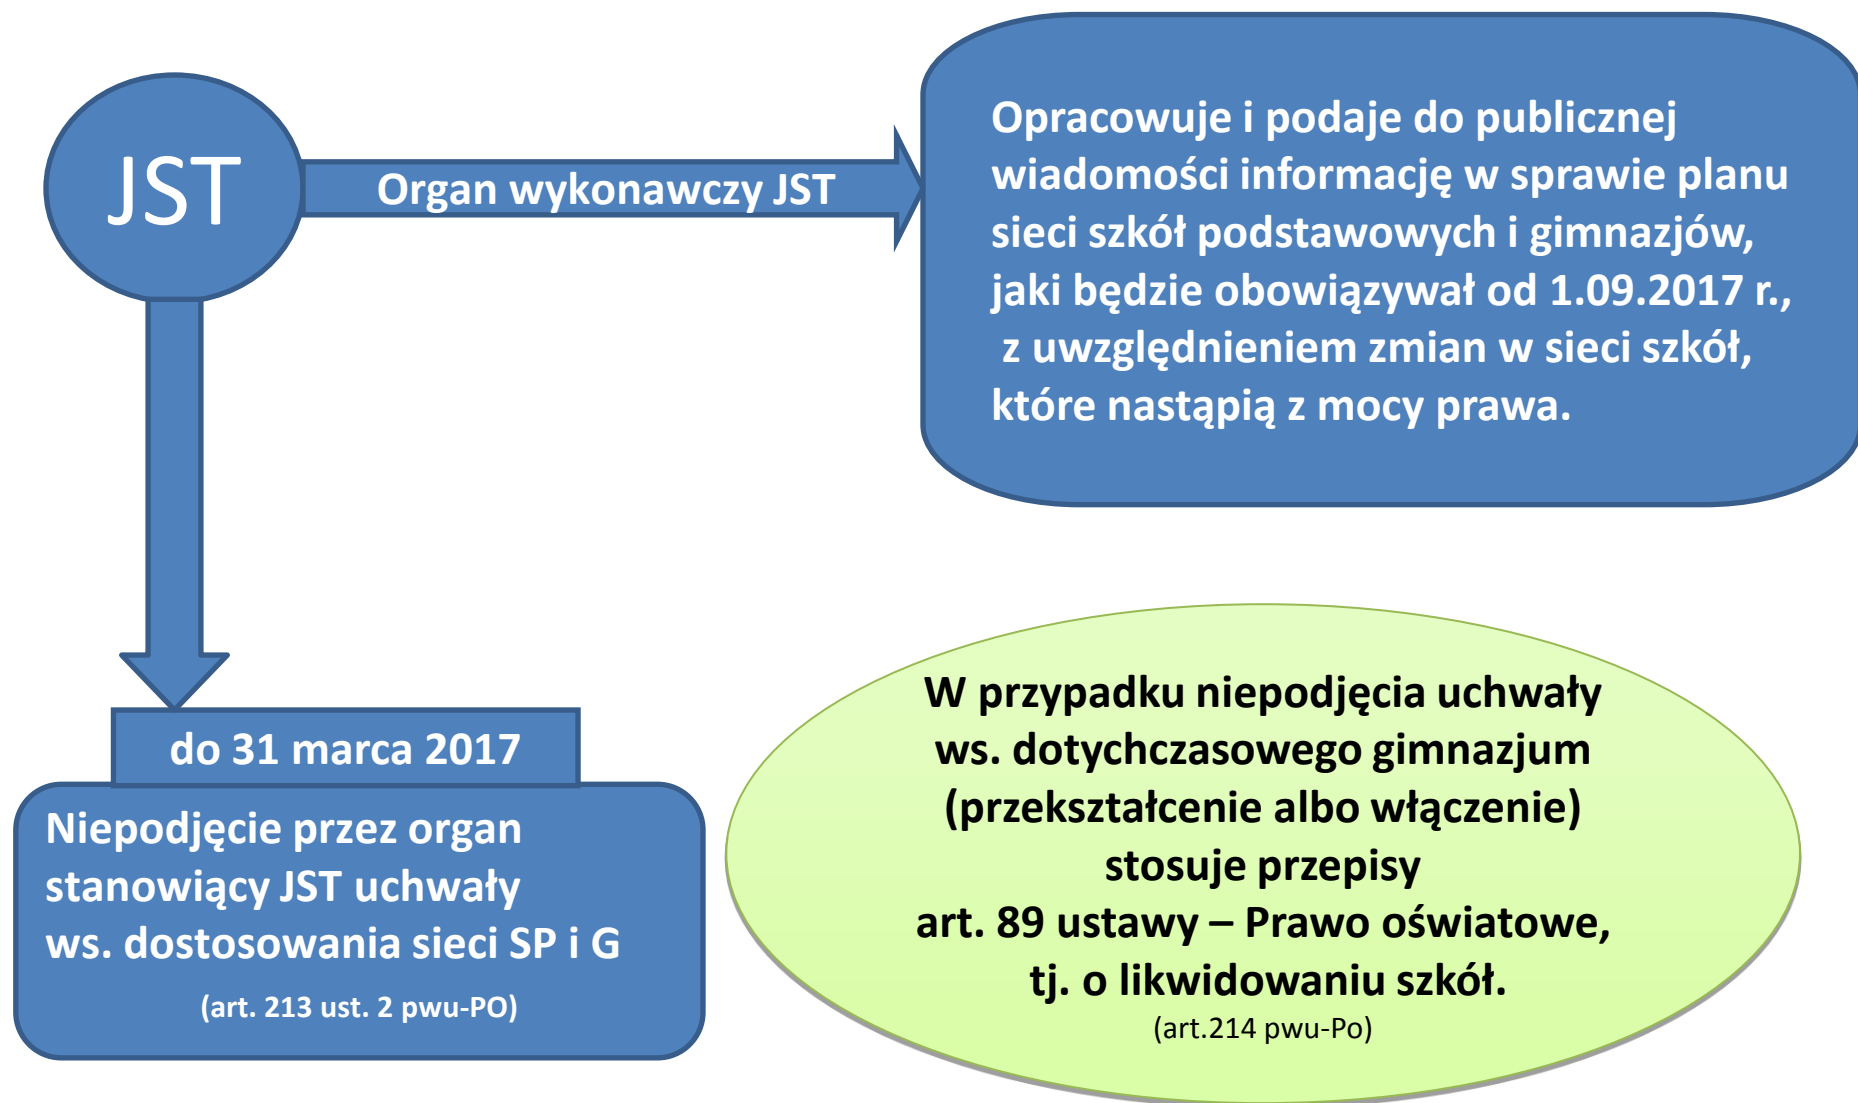 JST
Organ wykonawczy JST
Opracowuje i podaje do publicznej
wiadomości informację w sprawie planu
sieci szkół podstawowych i gimnazjów,
jaki będzie obowiązywał od 1.09.2017 r.,
z uwzględnieniem zmian w sieci szkół,
które nastąpią z mocy prawa.
do 31 marca 2017
Niepodjęcie przez organ
stanowiący JST uchwały
ws. dostosowania sieci SP i G
(art. 213 ust. 2 pwu-PO)
W przypadku niepodjęcia uchwały
ws. dotychczasowego gimnazjum
(przekształcenie albo włączenie)
stosuje przepisy
art. 89 ustawy – Prawo oświatowe,
tj. o likwidowaniu szkół.
(art.214 pwu-Po)